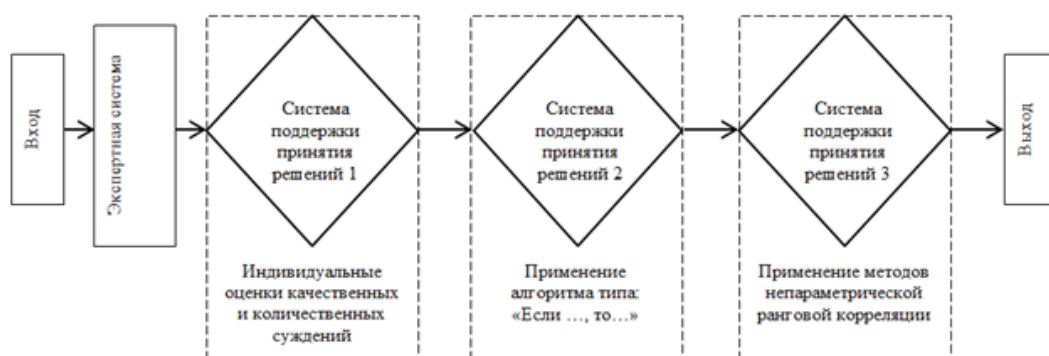 Вход
Экспертная система
Система
поддержки
принятия
решений 1
Индивидуальные
оценки качественных
и количественных
суждений
Система
поддержки
принятия
решений 2
Применение
алгоритма типа:
«Если …, то…»
Система
поддержки
принятия
решений 3
Применение методов
непараметрической
ранговой корреляции
Выход